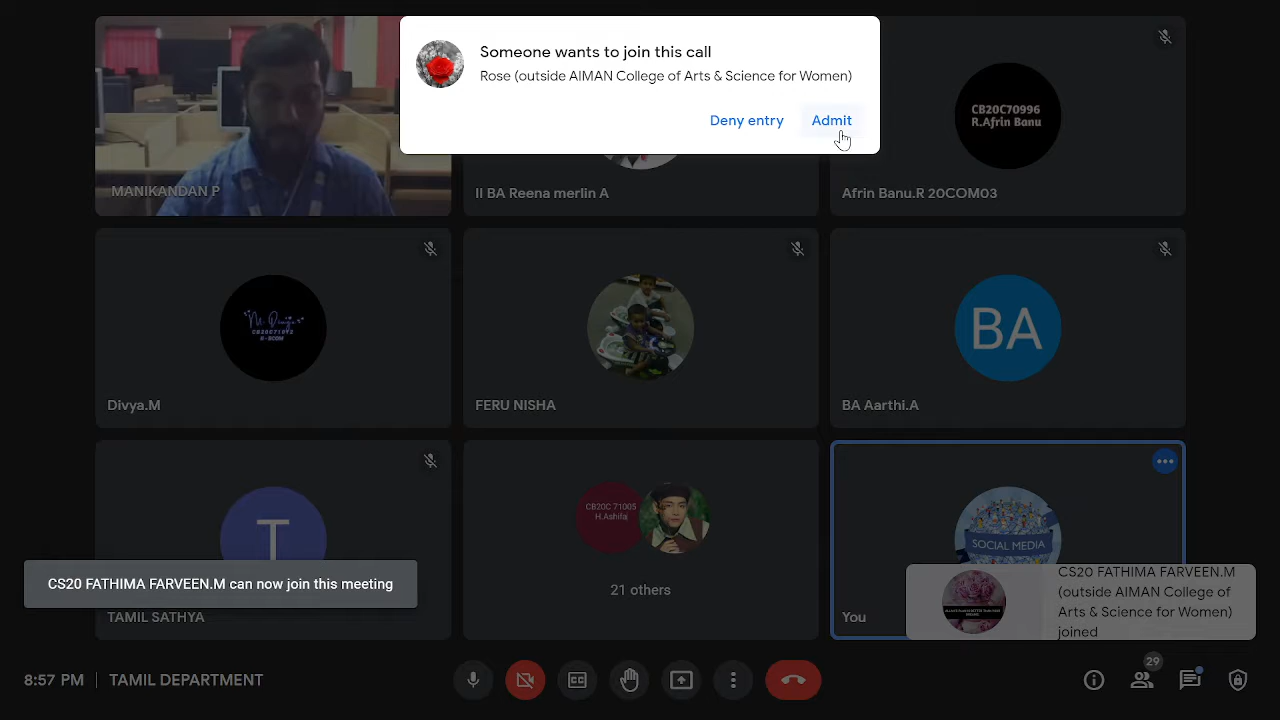 Someone wants to join this call
Rose (outside AIMAN College of Arts & Science for Women)
Deny entry
Admit
MANIKANDAN P
II BA Reena merlin A
CB20C70996
R.Afrin Banu
Afrin Banu.R 20COM03
CB20C71012
Divya.M
FERU NISHA
BA
BA Aarthi.A
T
TAMIL SATHYA
CB20C 71005
H.Ashifa
21 others
SOCIAL MEDIA
You
CS20 FATHIMA FARVEEN.M can now join this meeting
CS20 FATHIMA FARVEEN.M
(outside AIMAN College of
Arts & Science for Women)
joined
8:57 PM
TAMIL DEPARTMENT
29